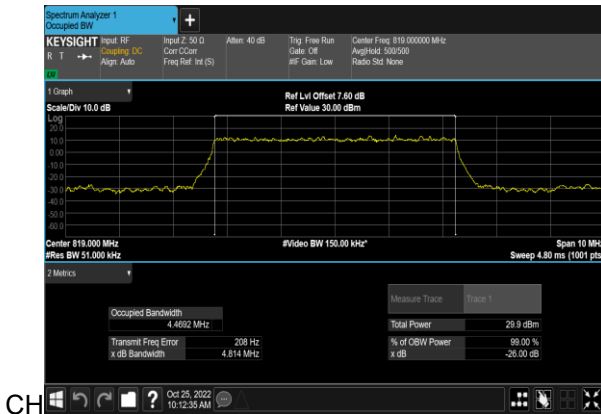 Spectrum Analyzer 1
Occupied BW
+
KEYSIGHT Input: RF Input Z: 50 Ω Atten: 40 dB Trig: Free Run Center Freq: 819.000000 MHz
R T Coupling: DC Corr CCorr Gate: Off Avg|Hold: 500/500
Align: Auto Freq Ref: Int (S) #IF Gain: Low Radio Std: None
LXI
1 Graph Ref Lvl Offset 7.60 dB
Scale/Div 10.0 dB Ref Value 30.00 dBm
Log
20.0
10.0
0.00
-10.0
-20.0
-30.0
-40.0
-50.0
-60.0
Center 819.000 MHz #Video BW 150.00 kHz* Span 10 MHz
#Res BW 51.000 kHz Sweep 4.80 ms (1001 pts
2 Metrics
Measure Trace Trace 1
Occupied Bandwidth
4.4692 MHz Total Power 29.9 dBm
Transmit Freq Error 208 Hz % of OBW Power 99.00 %
x dB Bandwidth 4.814 MHz x dB -26.00 dB
CH ? Oct 25, 2022
10:12:35 AM